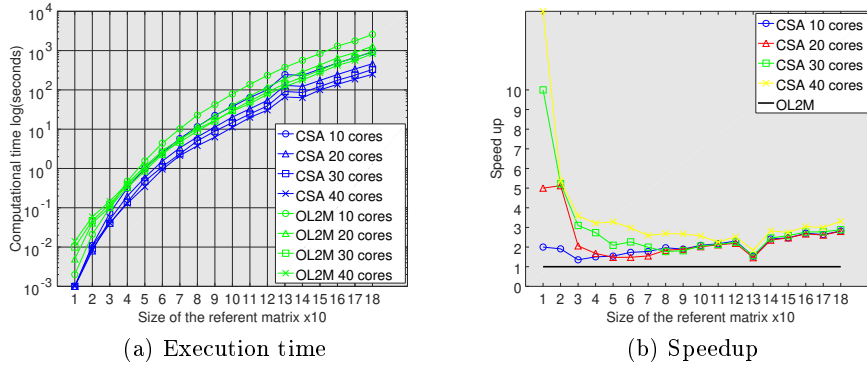 10^4
10^3
10^2
10^1
10^0
10^-1
10^-2
10^-3
Computational time log(seconds)
CSA 10 cores
CSA 20 cores
CSA 30 cores
CSA 40 cores
OL2M 10 cores
OL2M 20 cores
OL2M 30 cores
OL2M 40 cores
1 2 3 4 5 6 7 8 9 10 11 12 13 14 15 16 17 18
Size of the referent matrix x10
(a) Execution time
CSA 10 cores
CSA 20 cores
CSA 30 cores
CSA 40 cores
OL2M
10
9
8
7
6
5
4
3
2
1
0
Speed up
1 2 3 4 5 6 7 8 9 10 11 12 13 14 15 16 17 18
Size of the referent matrix x10
(b) Speedup